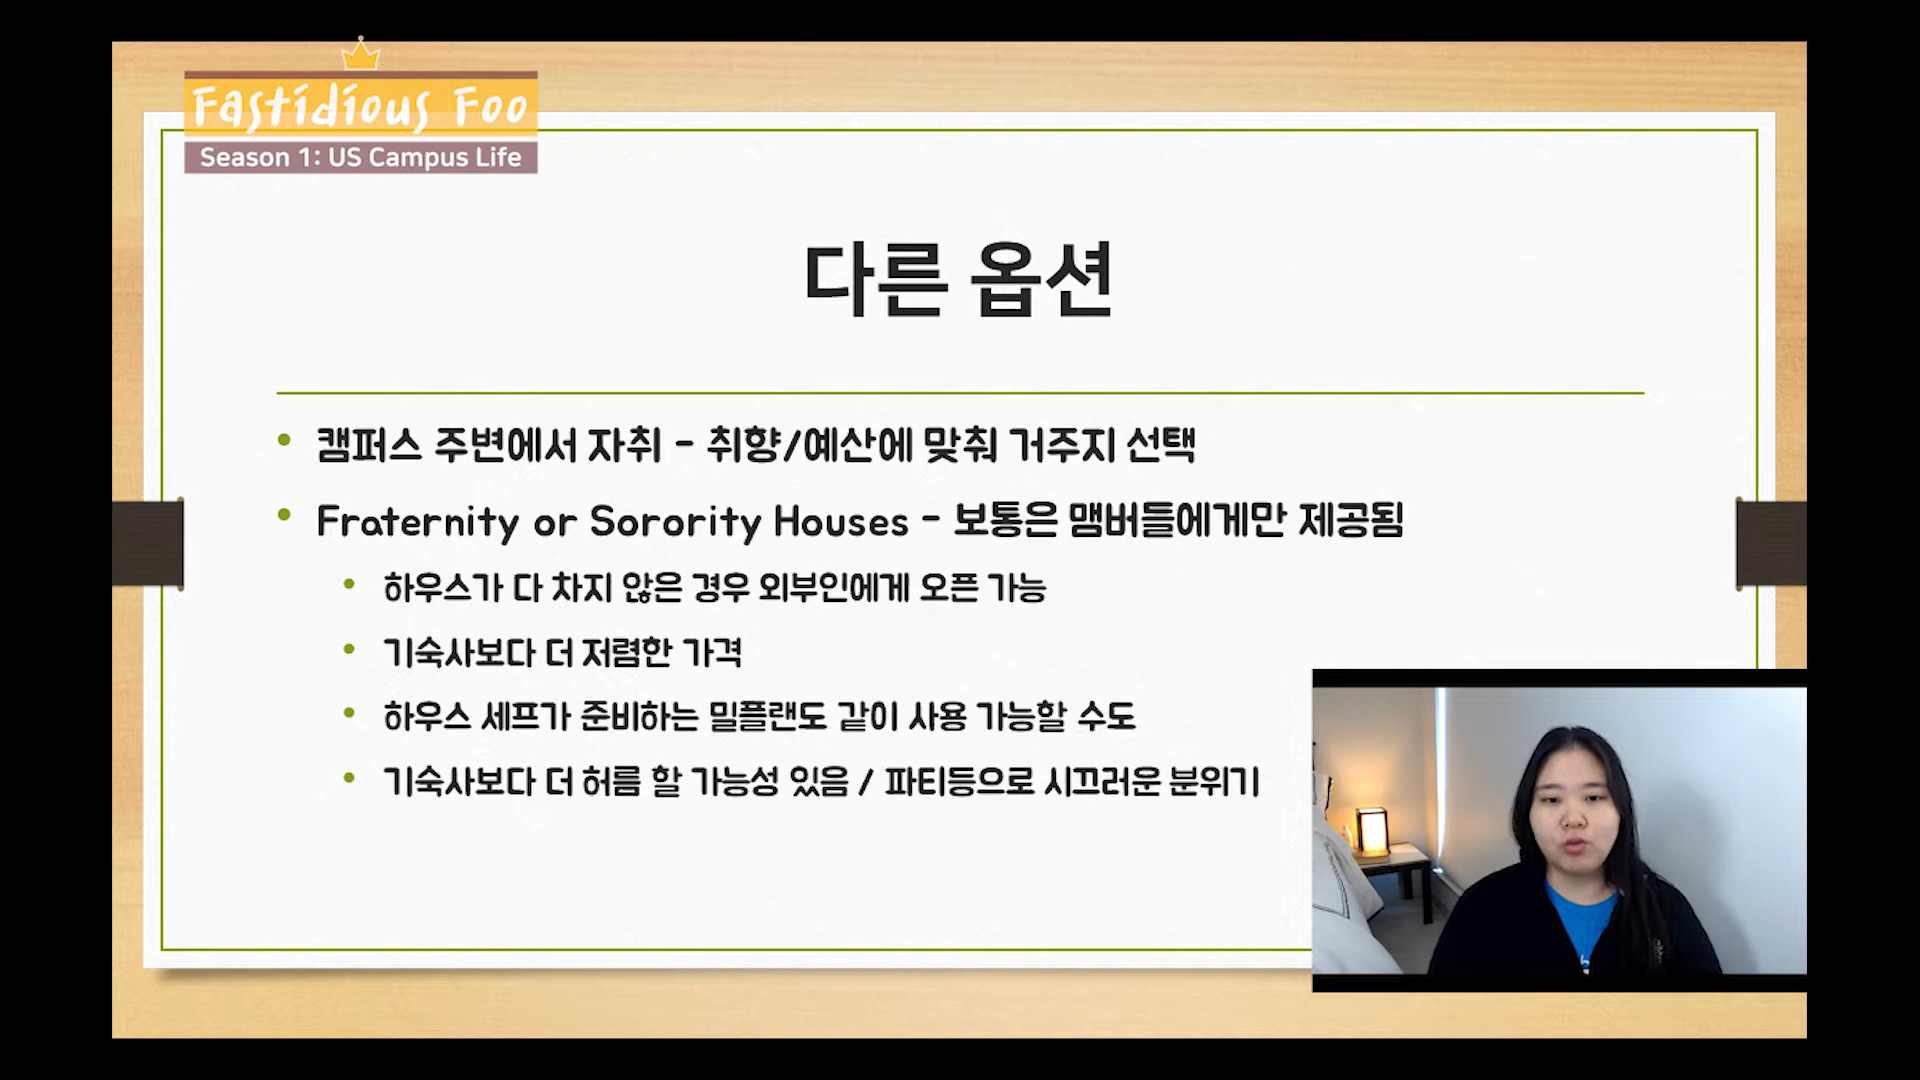 Fastidious Foo
Season 1: US Campus Life
다른 옵션
• 캠퍼스 주변에서 자취 - 취향/예산에 맞춰 거주지 선택
• Fraternity or Sorority Houses - 보통은 맴버들에게만 제공됨
• 하우스가 다 차지 않은 경우 외부인에게 오픈 가능
• 기숙사보다 더 저렴한 가격
• 하우스 셰프가 준비하는 밀플랜도 같이 사용 가능할 수도
• 기숙사보다 더 허름 할 가능성 있음 / 파티등으로 시끄러운 분위기